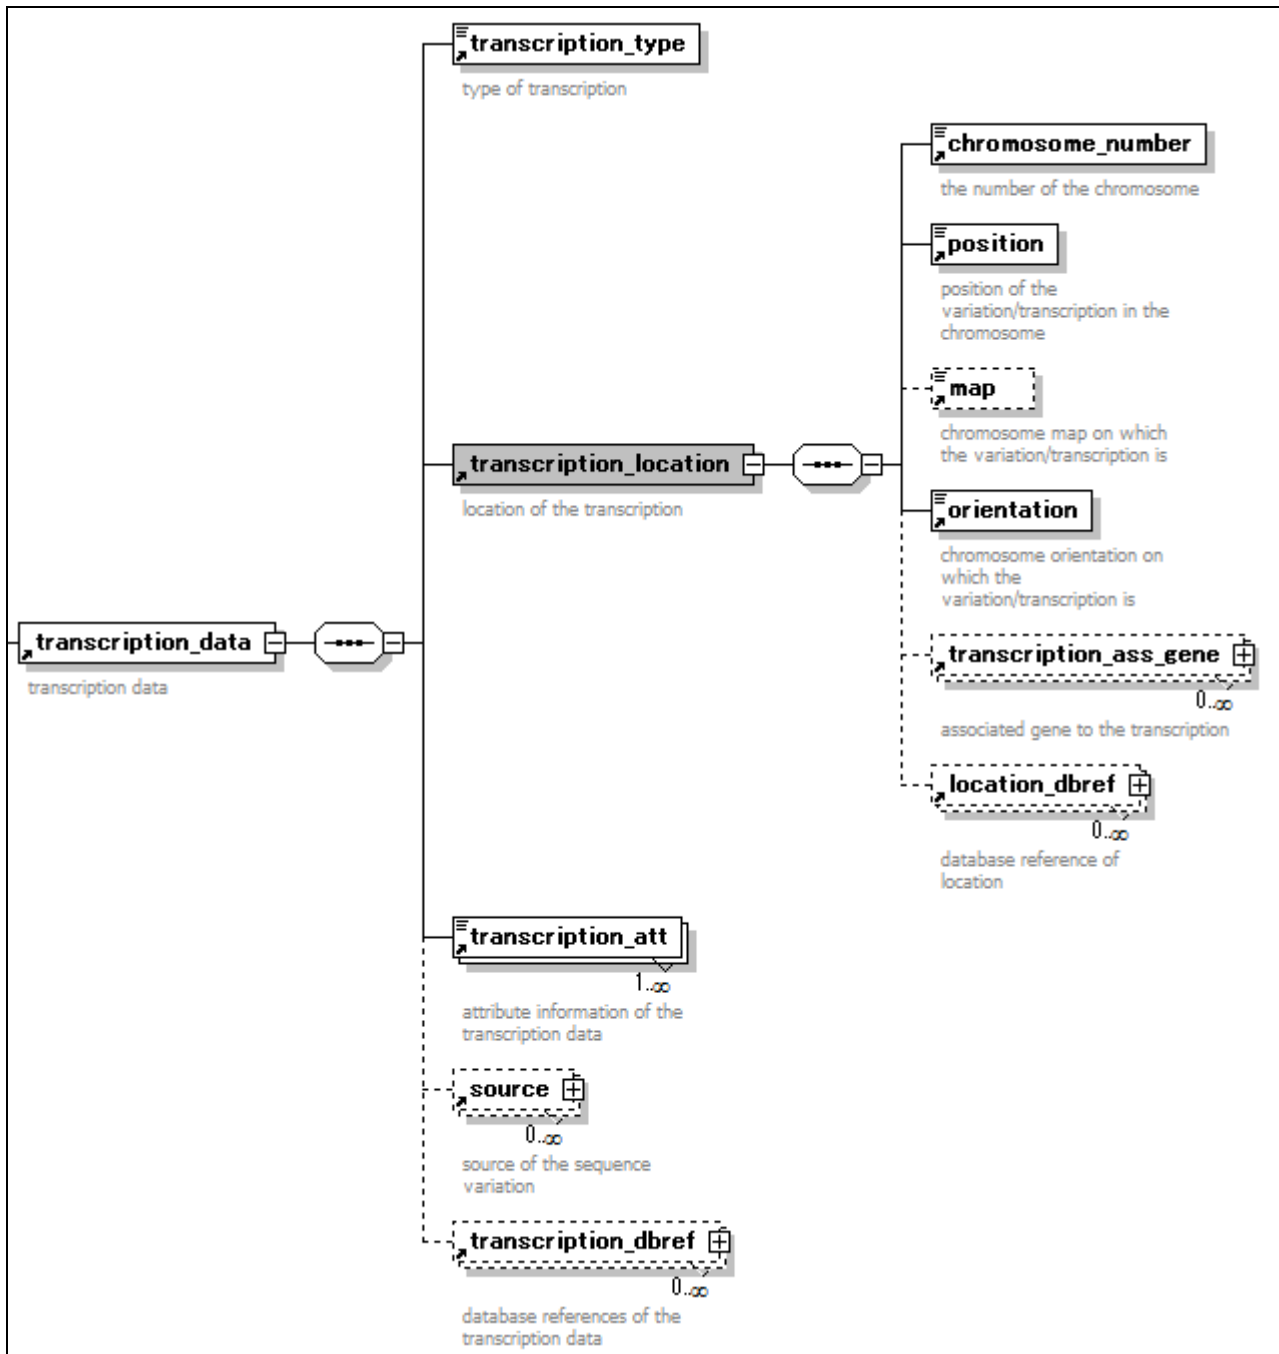 transcription_type
type of transcription
chromosome_number
the number of the chromosome
position
position of the
variation/transcription in the
chromosome
map
chromosome map on which
the variation/transcription is
transcription_location
location of the transcription
orientation
chromosome orientation on
which the
variation/transcription is
transcription_data
transcription data
transcription_ass_gene
0..∞
associated gene to the transcription
location_dbref
0..∞
database reference of
location
transcription_att
1..∞
attribute information of the
transcription data
source
0..∞
source of the sequence
variation
transcription_dbref
0..∞
database references of the
transcription data